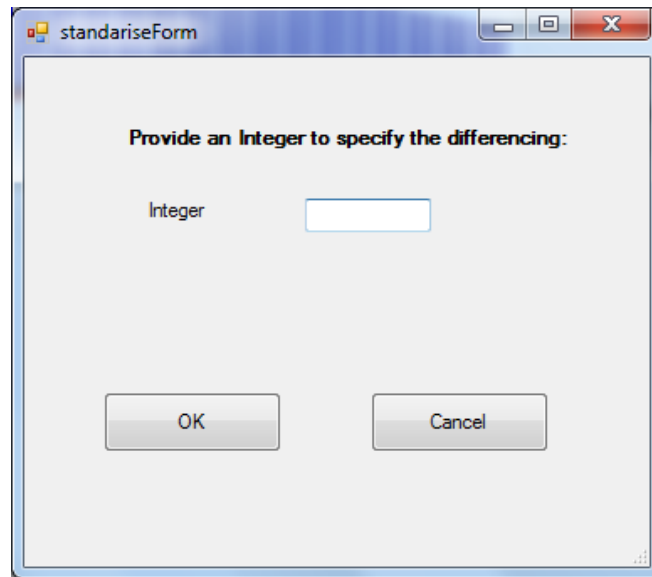 standariseForm
Provide an Integer to specify the differencing:
Integer
OK
Cancel